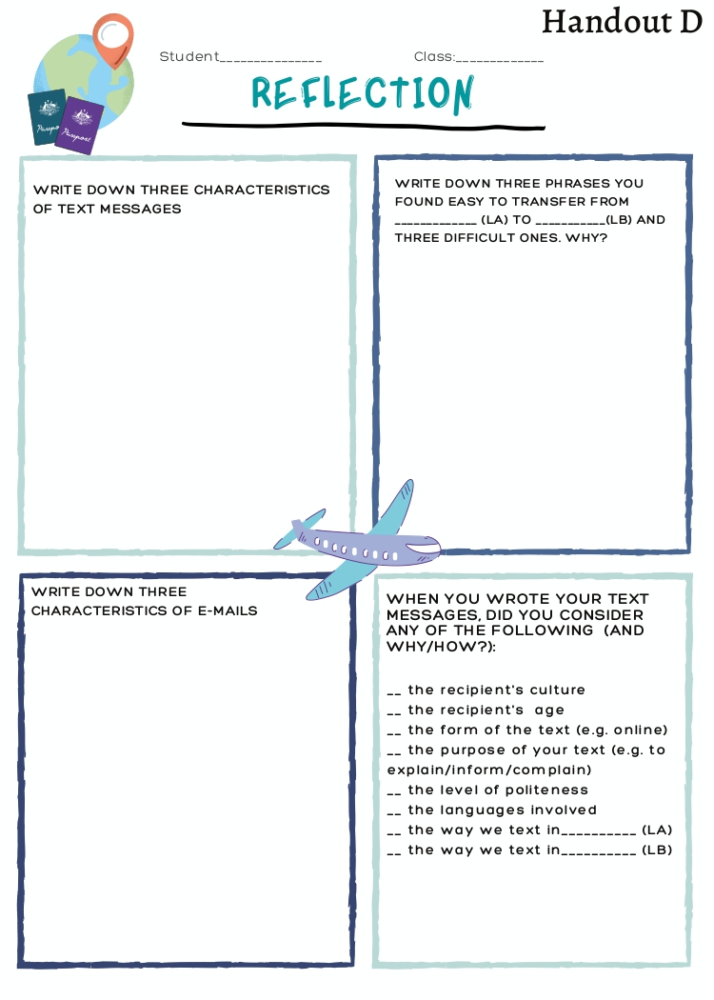 Handout D
Student_______________ Class:_____________
REFLECTION
Passport
Passport
WRITE DOWN THREE CHARACTERISTICS
OF TEXT MESSAGES
WRITE DOWN THREE PHRASES YOU
FOUND EASY TO TRANSFER FROM
_____________ (LA) TO ___________(LB) AND
THREE DIFFICULT ONES. WHY?
WRITE DOWN THREE
CHARACTERISTICS OF E-MAILS
WHEN YOU WROTE YOUR TEXT
MESSAGES, DID YOU CONSIDER
ANY OF THE FOLLOWING (AND
WHY/HOW?):
__ the recipient's culture
__ the recipient's age
__ the form of the text (e.g. online)
__ the purpose of your text (e.g. to
explain/inform/complain)
__ the level of politeness
__ the languages involved
__ the way we text in__________ (LA)
__ the way we text in__________ (LB)